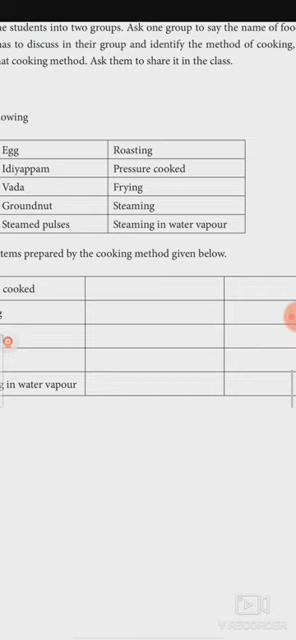 e students into two groups. Ask one group to say the name of foo
as to discuss in their group and identify the method of cooking,
at cooking method. Ask them to share it in the class.
owing
Egg Roasting
Idiyappam Pressure cooked
Vada Frying
Groundnut Steaming
Steamed pulses Steaming in water vapour
tems prepared by the cooking method given below.
cooked
g
g in water vapour
V RECORDER